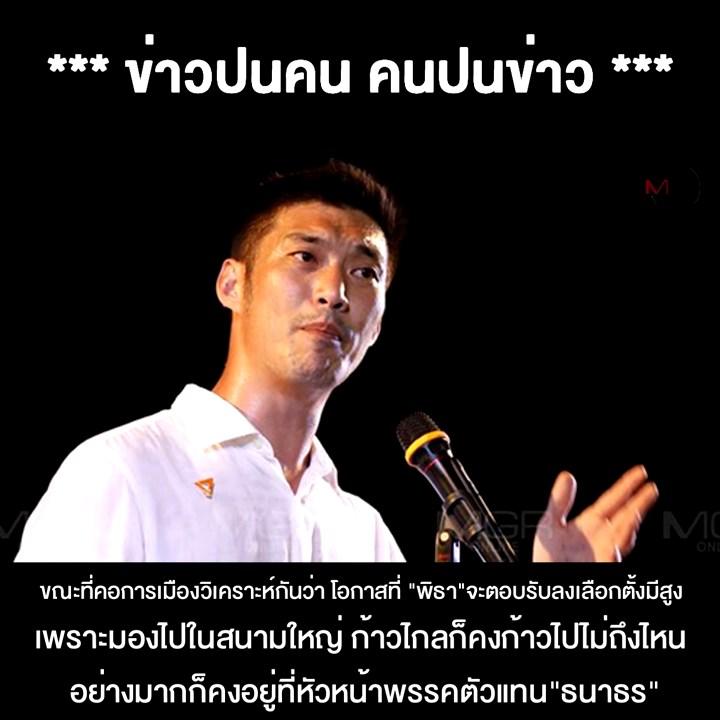 *** ข่าวปนคน คนปนข่าว ***
M
MGR
M
ONL
ขณะที่คอการเมืองวิเคราะห์กันว่า โอกาสที่ "พิธา"จะตอบรับลงเลือกตั้งมีสูง
เพราะมองไปในสนามใหญ่ ก้าวไกลก็คงก้าวไปไม่ถึงไหน
อย่างมากก็คงอยู่ที่หัวหน้าพรรคตัวแทน"ธนาธร"